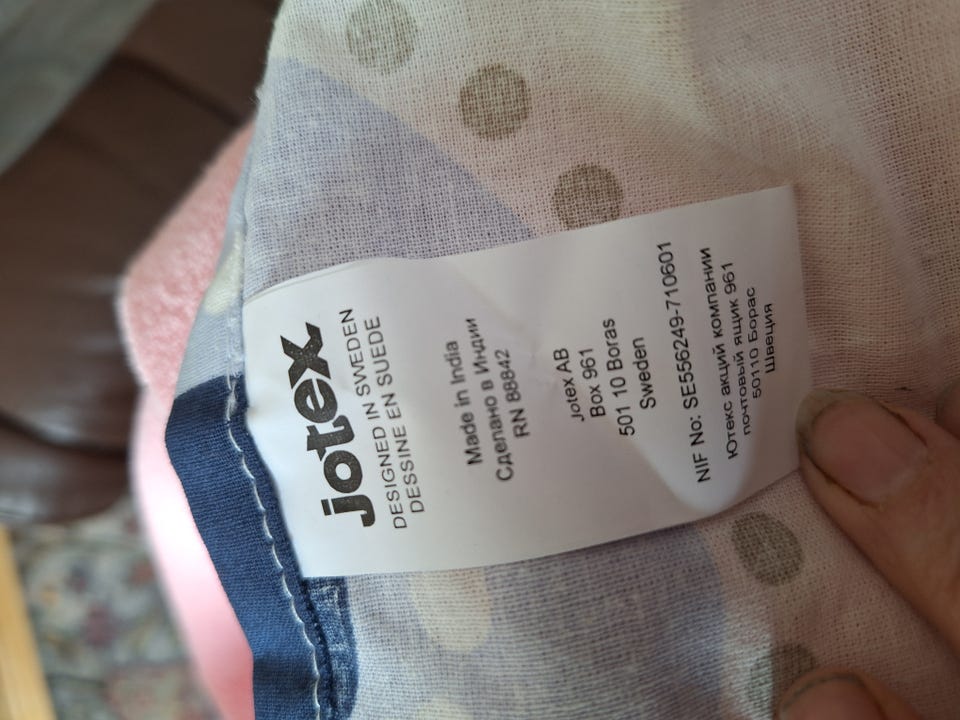 jotex
DESIGNED IN SWEDEN
DESSINE EN SUEDE
Made in India
Сделано в Индии
RN 88842
Jotex AB
Box 961
501 10 Boras
Sweden
NIF No: SE556249-710601
Ютекс акций компании
почтовый ящик 961
50110 Борас
Швеция